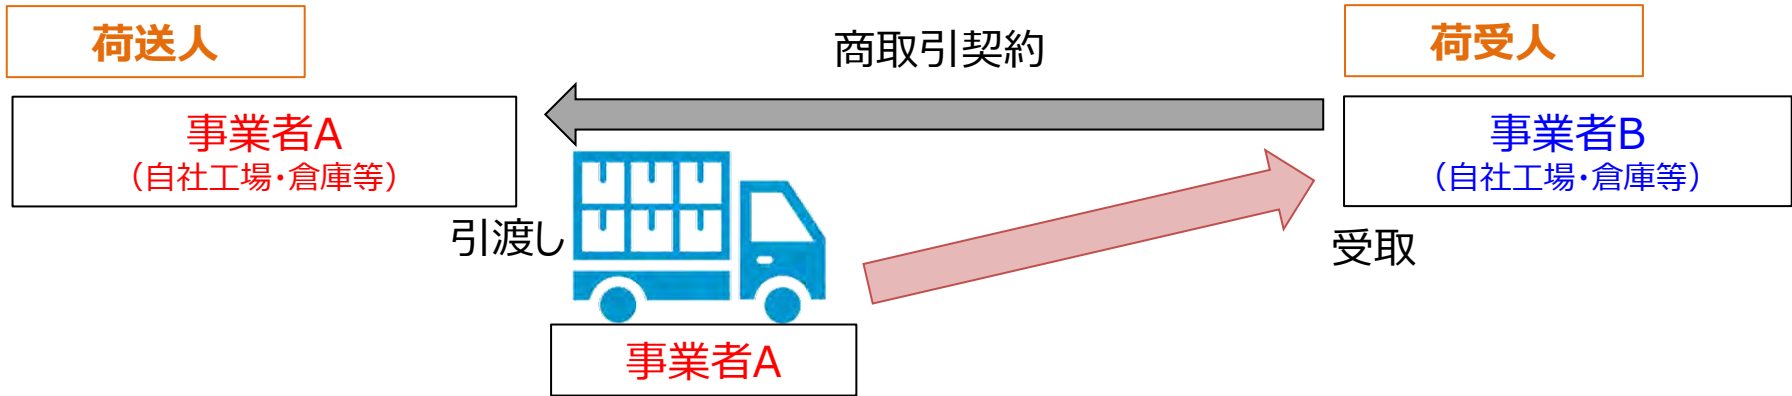 荷送人
商取引契約
荷受人
事業者A
（自社工場・倉庫等）
事業者B
（自社工場・倉庫等）
引渡し
受取
事業者A